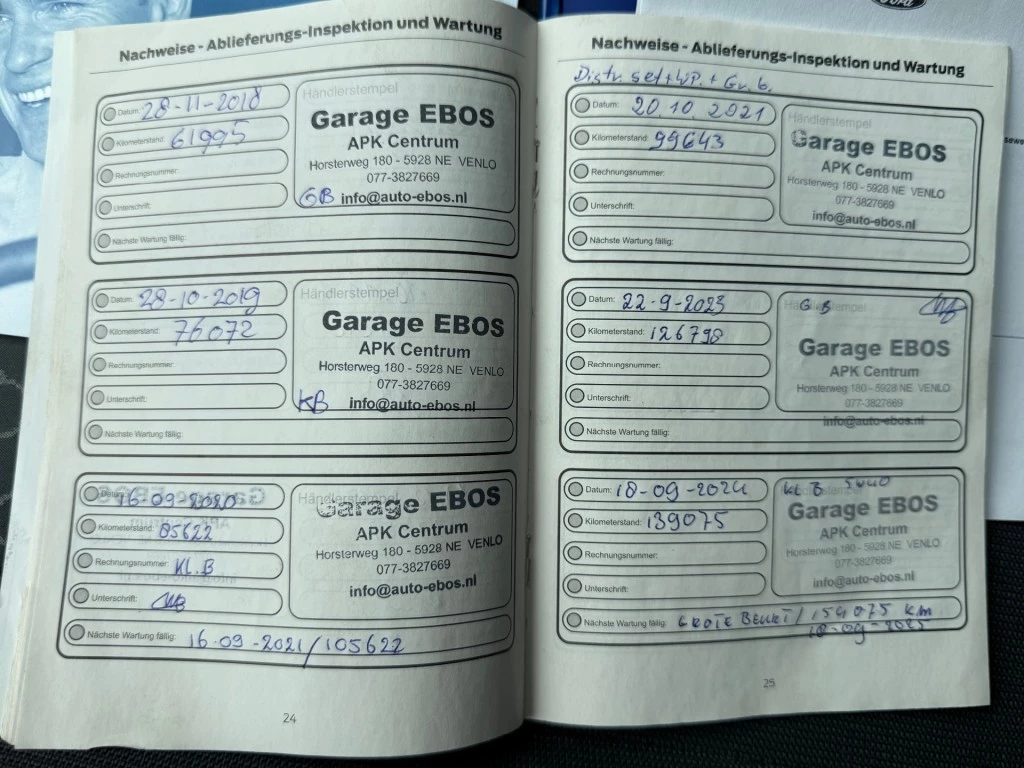 Nachweise - Ablieferungs-Inspektion und Wartung
Datum: 28-11-2018
Kilometerstand: 61995
Rechnungsnummer:
Unterschrift:
Nächste Wartung fällig:
Händlerstempel
Garage EBOS
APK Centrum
Horsterweg 180 - 5928 NE VENLO
077-3827669
GB info@auto-ebos.nl
Datum: 28-10-2019
Kilometerstand: 76072
Rechnungsnummer:
Unterschrift:
Nächste Wartung fällig:
Händlerstempel
Garage EBOS
APK Centrum
Horsterweg 180 - 5928 NE VENLO
077-3827669
KB info@auto-ebos.nl
Datum: 16-09-2020
Kilometerstand: 85622
Rechnungsnummer: KL.B
Unterschrift:
Nächste Wartung fällig: 16-09-2021/105622
Händlerstempel
Garage EBOS
APK Centrum
Horsterweg 180 - 5928 NE VENLO
077-3827669
info@auto-ebos.nl
24
Nachweise - Ablieferungs-Inspektion und Wartung
Distr. set + W.P. + Gr. b.
Datum: 20.10.2021
Kilometerstand: 99643
Rechnungsnummer:
Unterschrift:
Nächste Wartung fällig:
Händlerstempel
Garage EBOS
APK Centrum
Horsterweg 180 - 5928 NE VENLO
077-3827669
info@auto-ebos.nl
Datum: 22-9-2023
Kilometerstand: 126798
Rechnungsnummer:
Unterschrift:
Nächste Wartung fällig:
Händlerstempel
G B
Garage EBOS
APK Centrum
Horsterweg 180 - 5928 NE VENLO
077-3827669
info@auto-ebos.nl
Datum: 18-09-2024
Kilometerstand: 139075
Rechnungsnummer:
Unterschrift:
Nächste Wartung fällig: GROTE BEURT/154075 KM
18-09-2025
KL B
Garage EBOS
APK Centrum
Horsterweg 180 - 5928 NE VENLO
077-3827669
info@auto-ebos.nl
25
Ford